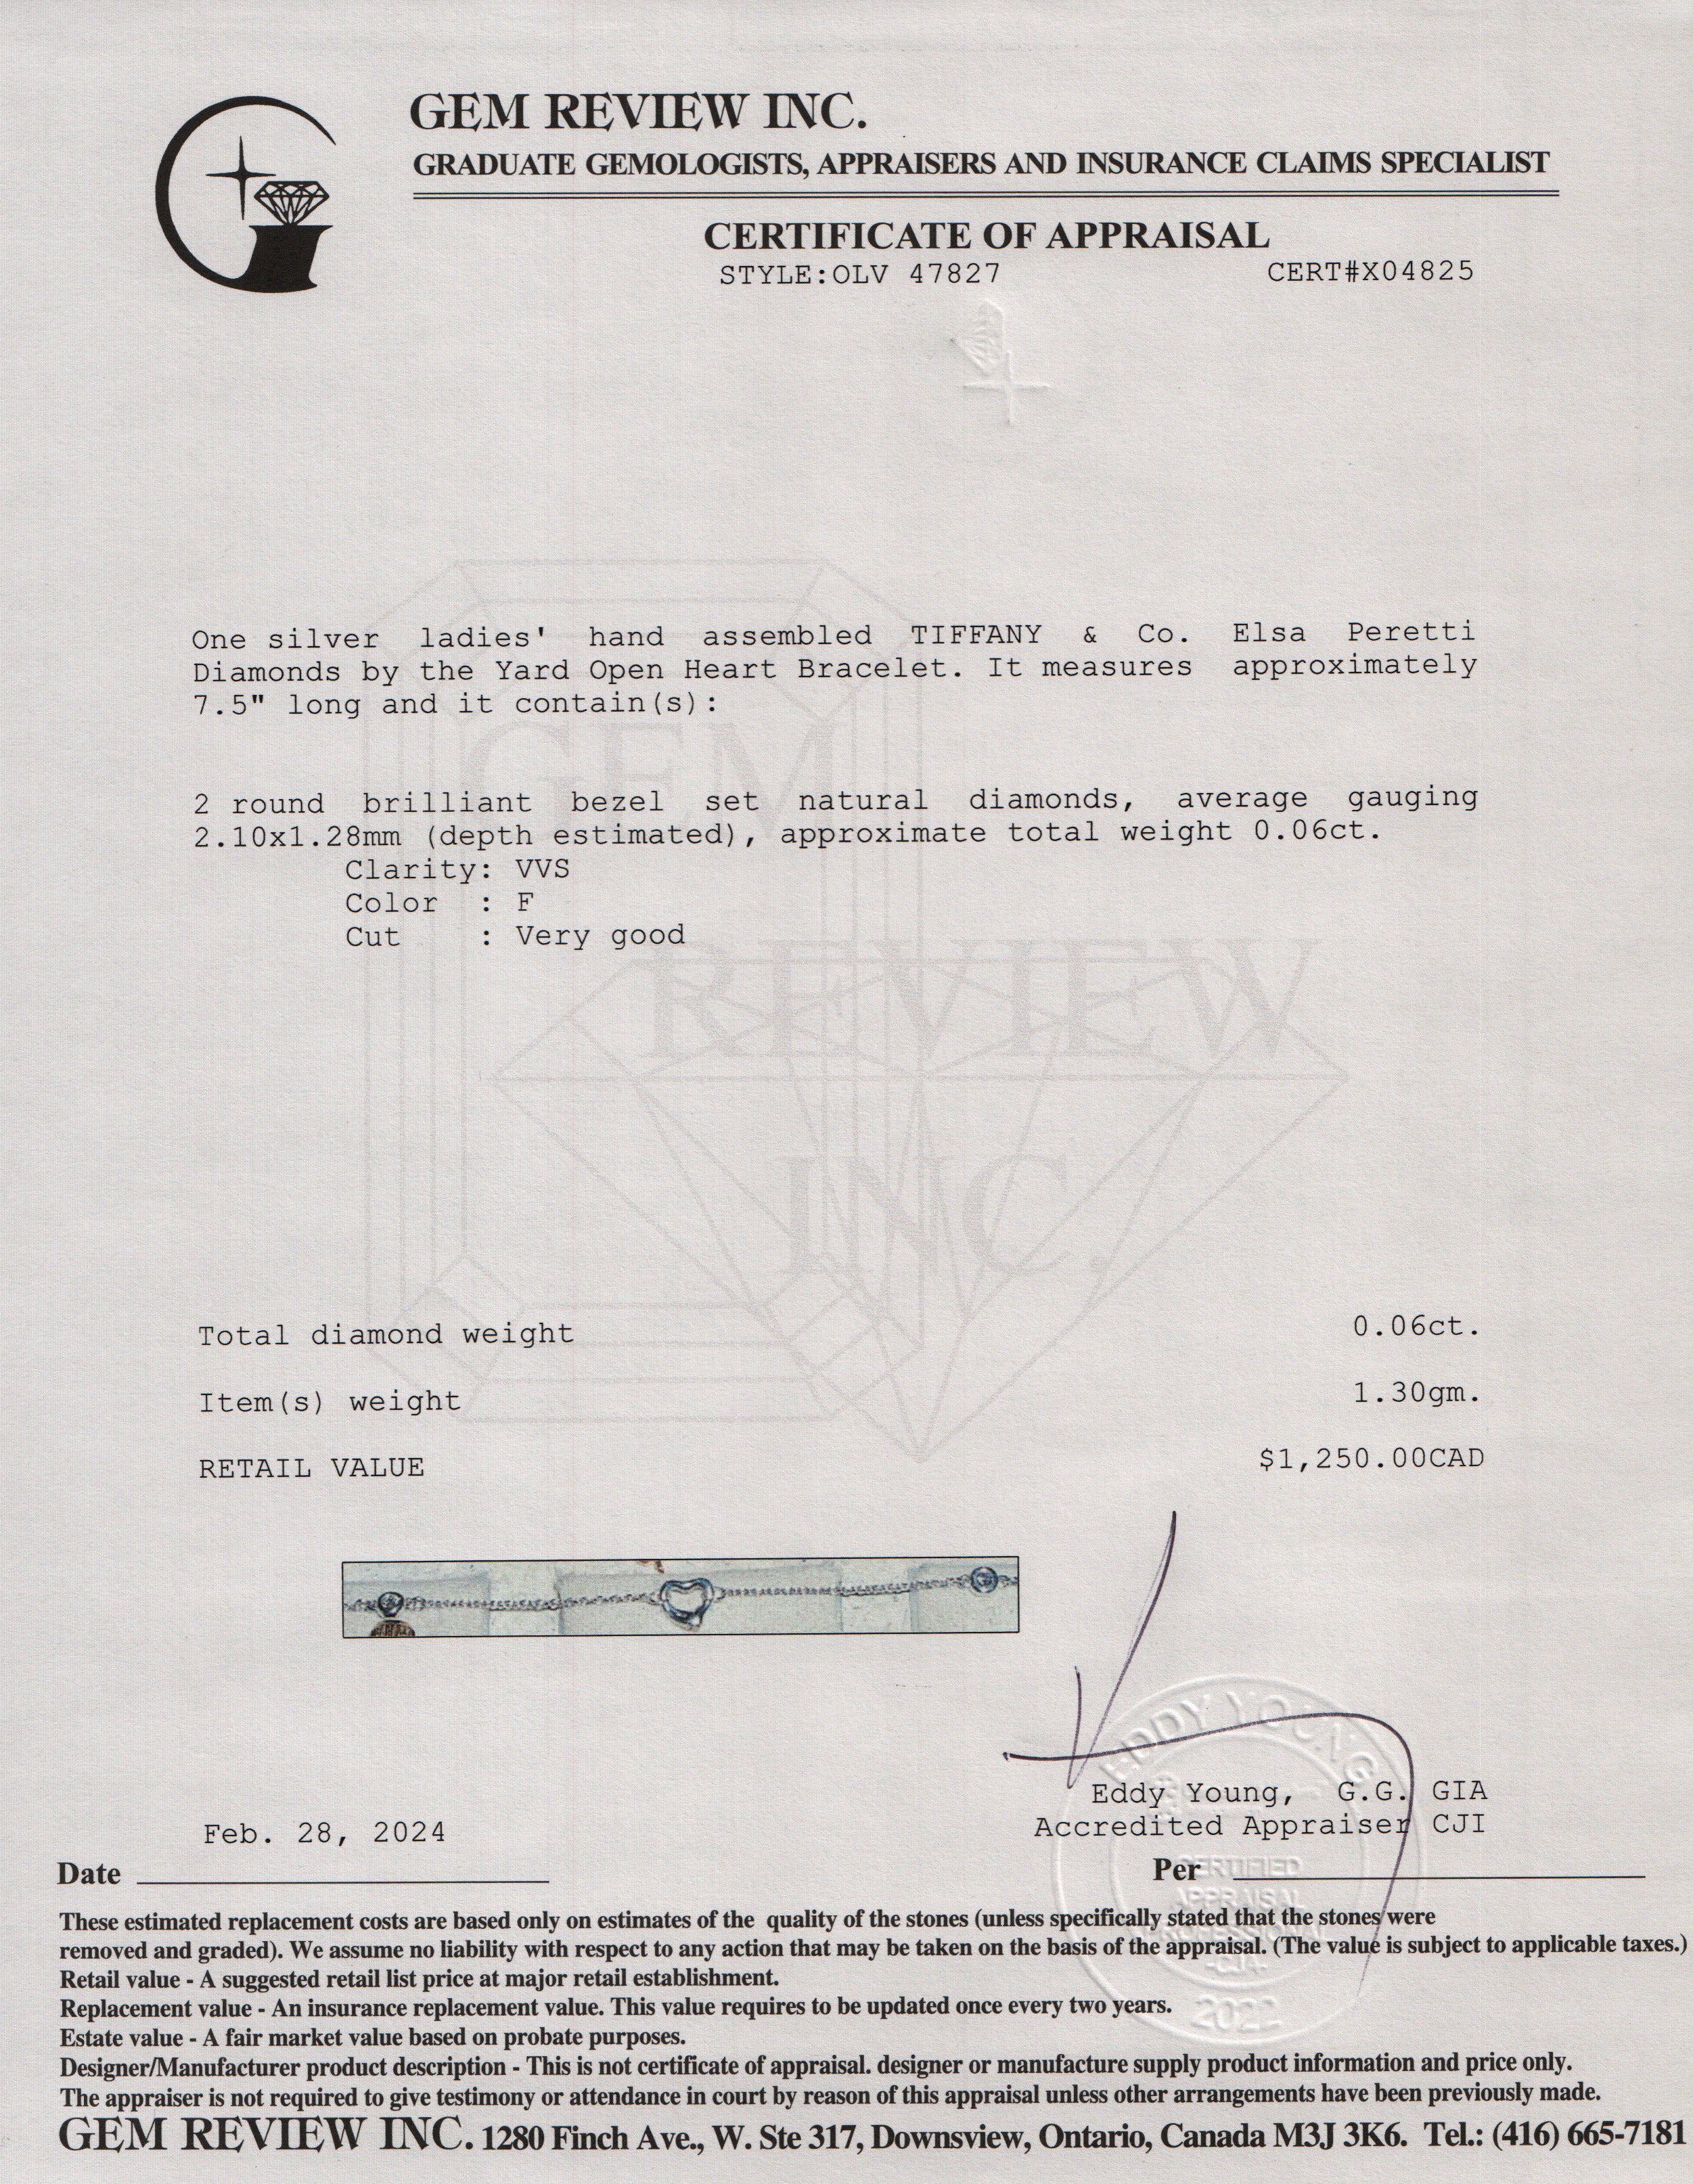 GEM REVIEW INC.
GRADUATE GEMOLOGISTS, APPRAISERS AND INSURANCE CLAIMS SPECIALIST
CERTIFICATE OF APPRAISAL
STYLE:OLV 47827 CERT#X04825
One silver ladies' hand assembled TIFFANY & Co. Elsa Peretti
Diamonds by the Yard Open Heart Bracelet. It measures approximately
7.5" long and it contain(s):
GEM
2 round brilliant bezel set natural diamonds, average gauging
2.10x1.28mm (depth estimated), approximate total weight 0.06ct.
Clarity: VVS
Color : F
Cut : Very good
REVIEW
INC.
Total diamond weight 0.06ct.
Item(s) weight 1.30gm.
RETAIL VALUE $1,250.00CAD
EDDY YOUNG
Eddy Young, G.G. GIA
Feb. 28, 2024 Accredited Appraiser CJI
Date Per
CERTIFIED
APPRAISAL
PROFESSIONAL
-CJA-
2022
These estimated replacement costs are based only on estimates of the quality of the stones (unless specifically stated that the stones were
removed and graded). We assume no liability with respect to any action that may be taken on the basis of the appraisal. (The value is subject to applicable taxes.)
Retail value - A suggested retail list price at major retail establishment.
Replacement value - An insurance replacement value. This value requires to be updated once every two years.
Estate value - A fair market value based on probate purposes.
Designer/Manufacturer product description - This is not certificate of appraisal. designer or manufacture supply product information and price only.
The appraiser is not required to give testimony or attendance in court by reason of this appraisal unless other arrangements have been previously made.
GEM REVIEW INC. 1280 Finch Ave., W. Ste 317, Downsview, Ontario, Canada M3J 3K6. Tel.: (416) 665-7181